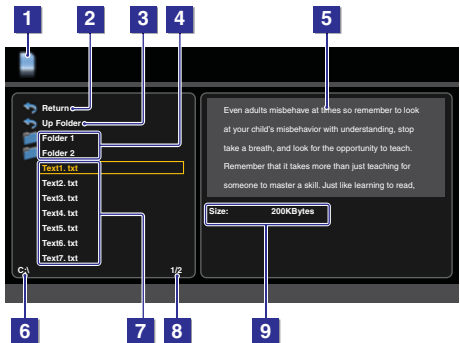 1 2 3 4 5
Return
Up Folder
Folder 1
Folder 2
Text1. txt
Text2. txt
Text3. txt
Text4. txt
Text5. txt
Text6. txt
Text7. txt
C:\ 1/2
Even adults misbehave at times so remember to look
at your child's misbehavior with understanding, stop
take a breath, and look for the opportunity to teach.
Remember that it takes more than just teaching for
someone to master a skill. Just like learning to read,
Size: 200KBytes
6 7 8 9